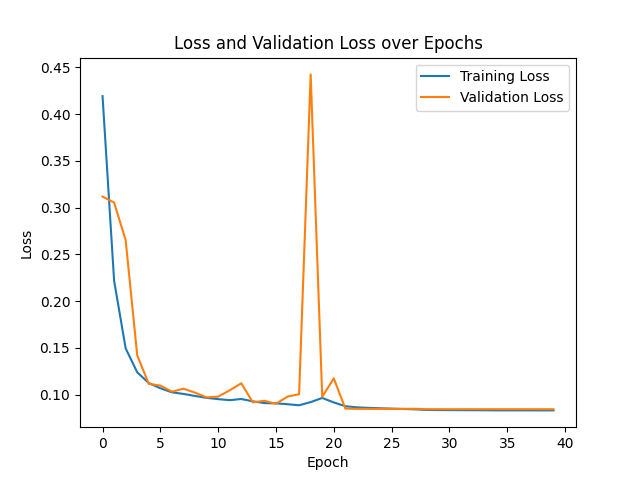 Loss and Validation Loss over Epochs
Training Loss
Validation Loss
Loss
0.45
0.40
0.35
0.30
0.25
0.20
0.15
0.10
0 5 10 15 20 25 30 35 40
Epoch